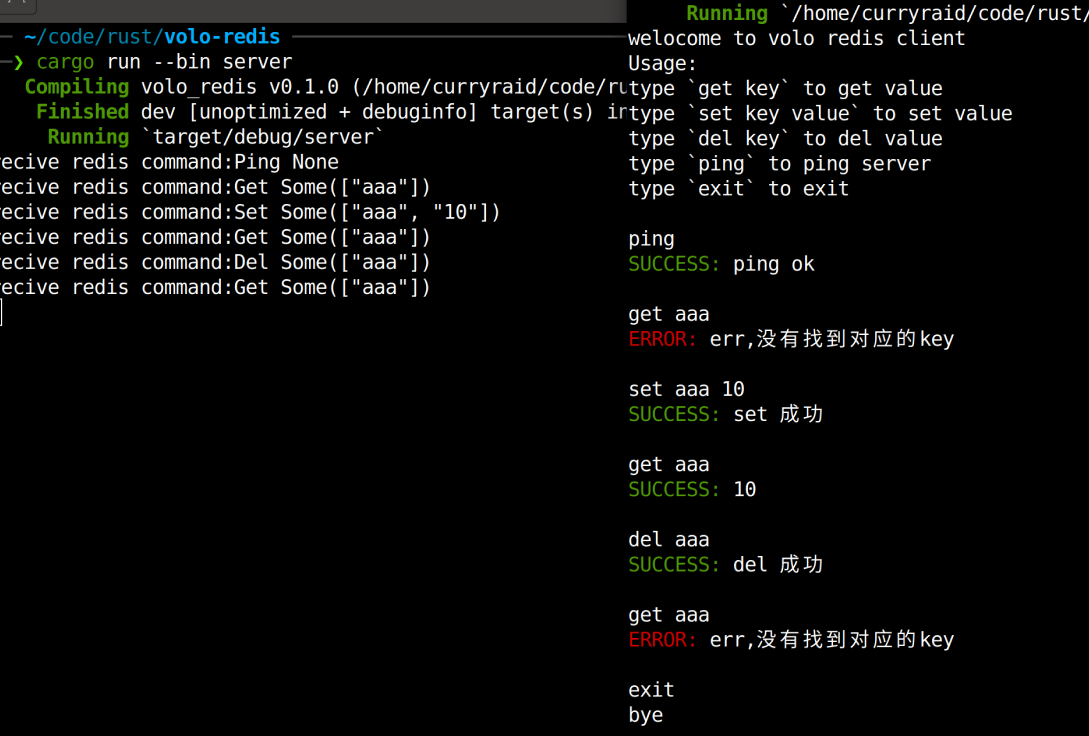 ~/code/rust/volo-redis
❯ cargo run --bin server
Compiling volo_redis v0.1.0 (/home/curryraid/code/ru
Finished dev [unoptimized + debuginfo] target(s) in
Running `target/debug/server`
recive redis command:Ping None
recive redis command:Get Some(["aaa"])
recive redis command:Set Some(["aaa", "10"])
recive redis command:Get Some(["aaa"])
recive redis command:Del Some(["aaa"])
recive redis command:Get Some(["aaa"])
Running `/home/curryraid/code/rust/
welocome to volo redis client
Usage:
type `get key` to get value
type `set key value` to set value
type `del key` to del value
type `ping` to ping server
type `exit` to exit
ping
SUCCESS: ping ok
get aaa
ERROR: err,没有找到对应的key
set aaa 10
SUCCESS: set 成功
get aaa
SUCCESS: 10
del aaa
SUCCESS: del 成功
get aaa
ERROR: err,没有找到对应的key
exit
bye